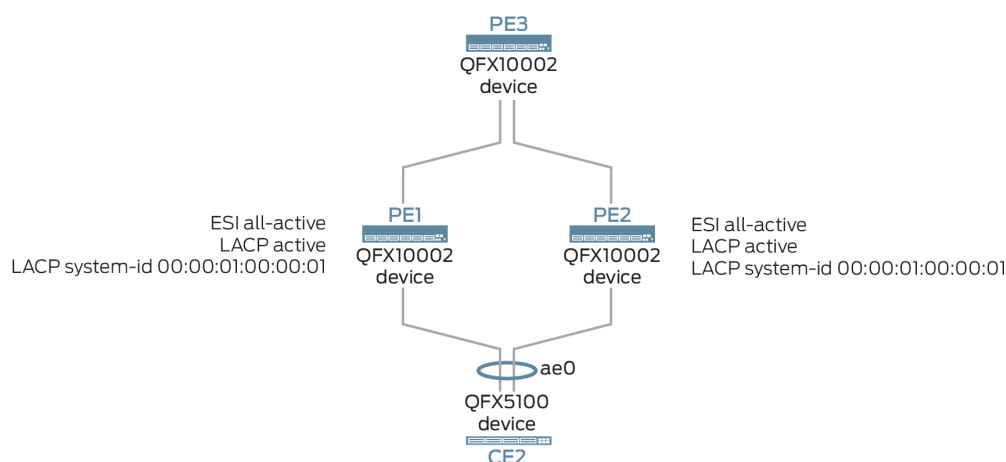 PE3
QFX10002
device
PE1
QFX10002
device
ESI all-active
LACP active
LACP system-id 00:00:01:00:00:01
PE2
QFX10002
device
ESI all-active
LACP active
LACP system-id 00:00:01:00:00:01
ae0
QFX5100
device
CE2